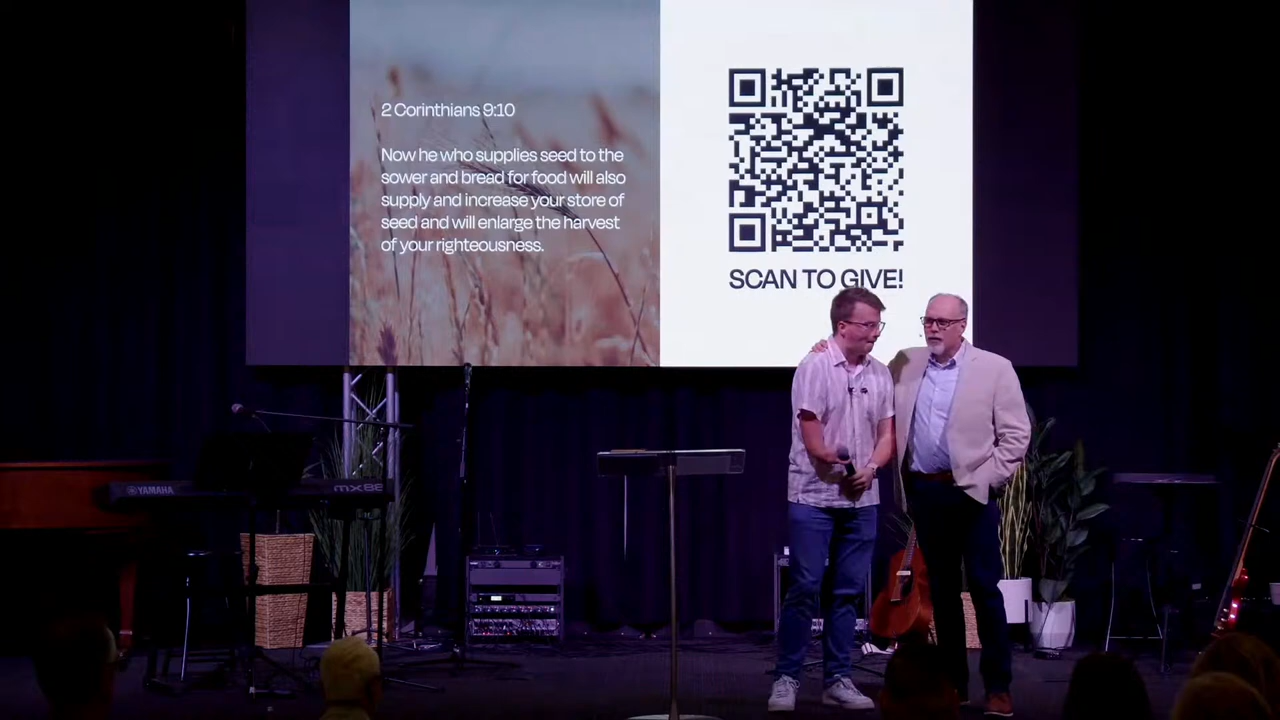 2 Corinthians 9:10
Now he who supplies seed to the
sower and bread for food will also
supply and increase your store of
seed and will enlarge the harvest
of your righteousness.
SCAN TO GIVE!
YAMAHA
MX88